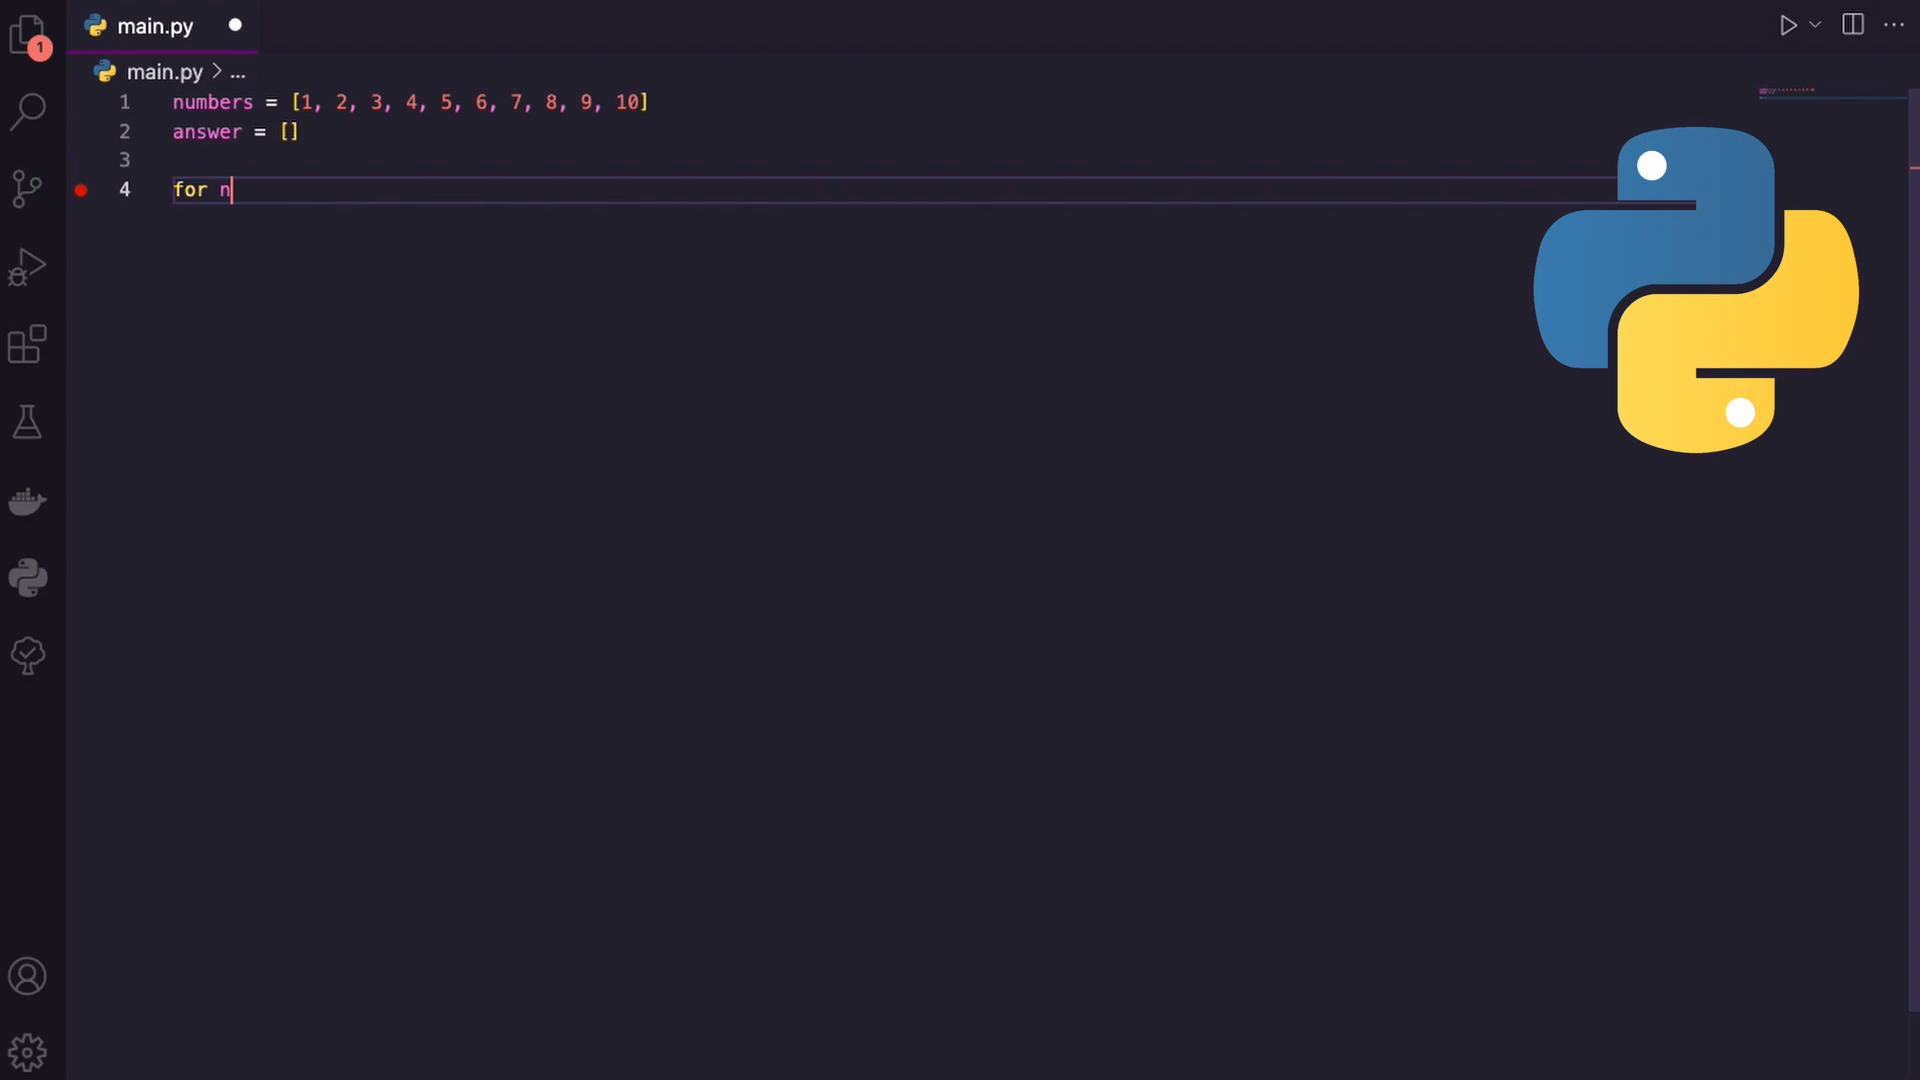 main.py
1
main.py > ...
1 numbers = [1, 2, 3, 4, 5, 6, 7, 8, 9, 10]
2 answer = []
3
4 for n